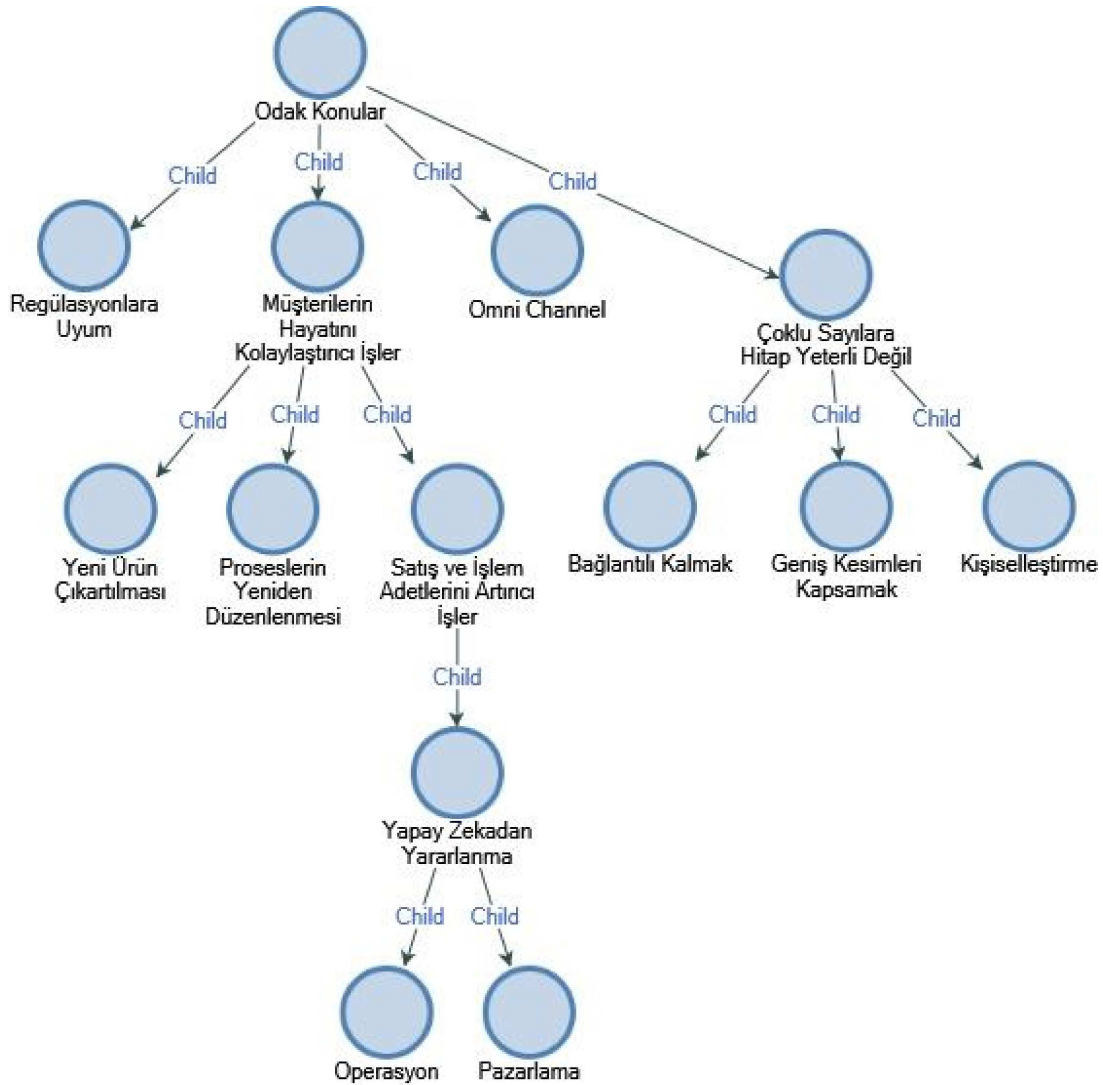 Odak Konular
Child
Child
Child
Child
Regülasyonlara
Uyum
Müşterilerin
Hayatını
Kolaylaştırıcı İşler
Omni Channel
Çoklu Sayılara
Hitap Yeterli Değil
Child
Child
Child
Child
Child
Child
Yeni Ürün
Çıkartılması
Proseslerin
Yeniden
Düzenlenmesi
Satış ve İşlem
Adetlerini Artırıcı
İşler
Bağlantılı Kalmak
Geniş Kesimleri
Kapsamak
Kişiselleştirme
Child
Yapay Zekadan
Yararlanma
Child
Child
Operasyon
Pazarlama